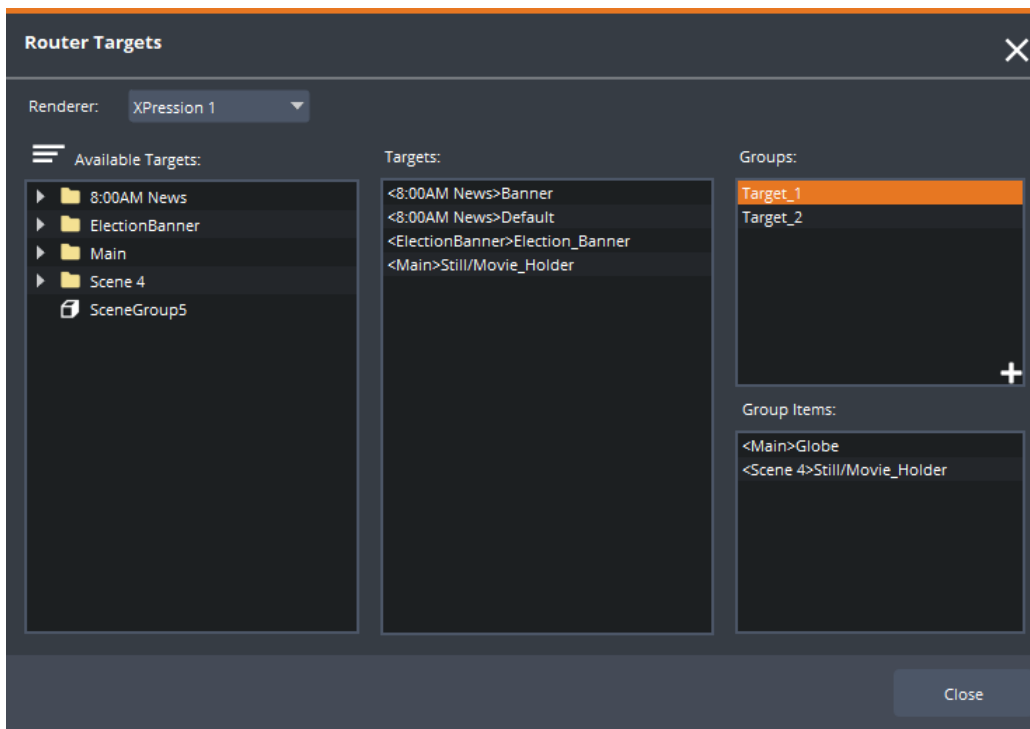 Router Targets
Renderer:
XPression 1
Available Targets:
8:00AM News
ElectionBanner
Main
Scene 4
SceneGroup5
Targets:
<8:00AM News>Banner
<8:00AM News>Default
<ElectionBanner>Election_Banner
<Main>Still/Movie_Holder
Groups:
Target_1
Target_2
Group Items:
<Main>Globe
<Scene 4>Still/Movie_Holder
Close